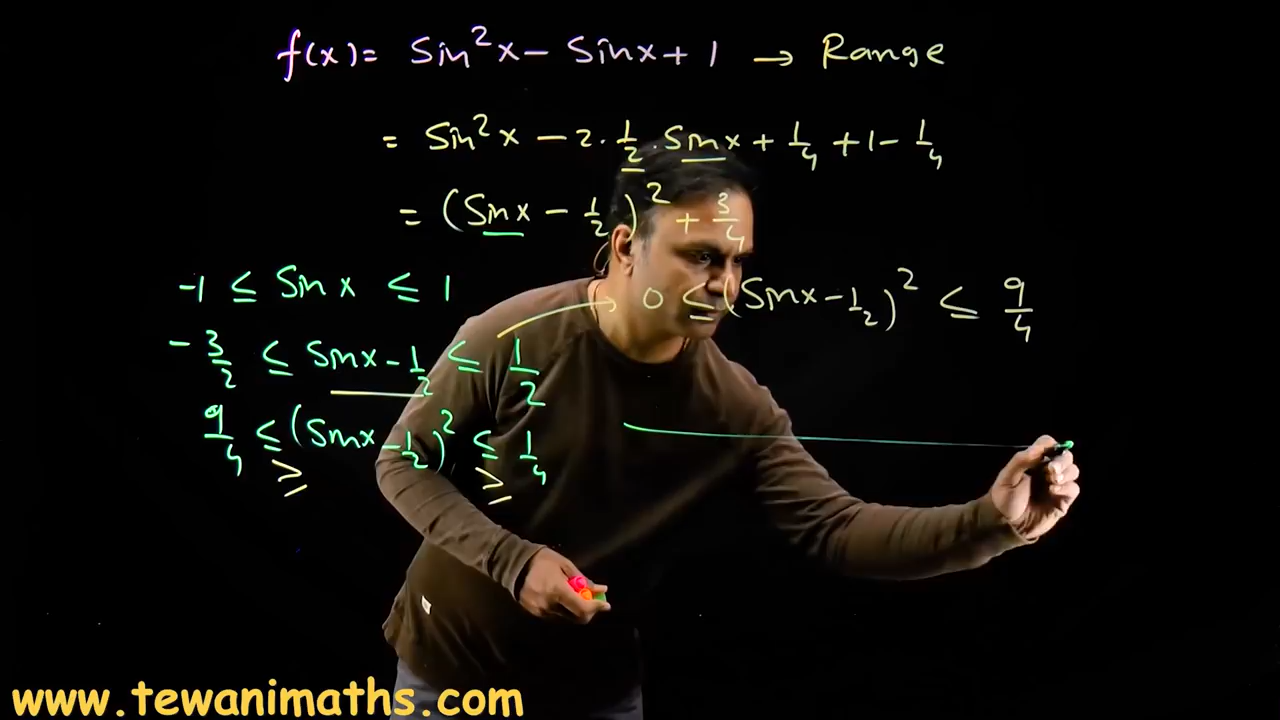 f(x) = Sin²x − Sinx + 1 → Range
= Sin²x − 2 · 1/2 · Sinx + 1/4 + 1 − 1/4
= (Sinx − 1/2)² + 3/4
-1 ≤ Sinx ≤ 1
0 ≤ (Sinx − 1/2)² ≤ 9/4
-3/2 ≤ Sinx − 1/2 ≤ 1/2
9/4 ≤ (Sinx − 1/2)² ≤ 1/4
≥ ≥
www.tewanimaths.com